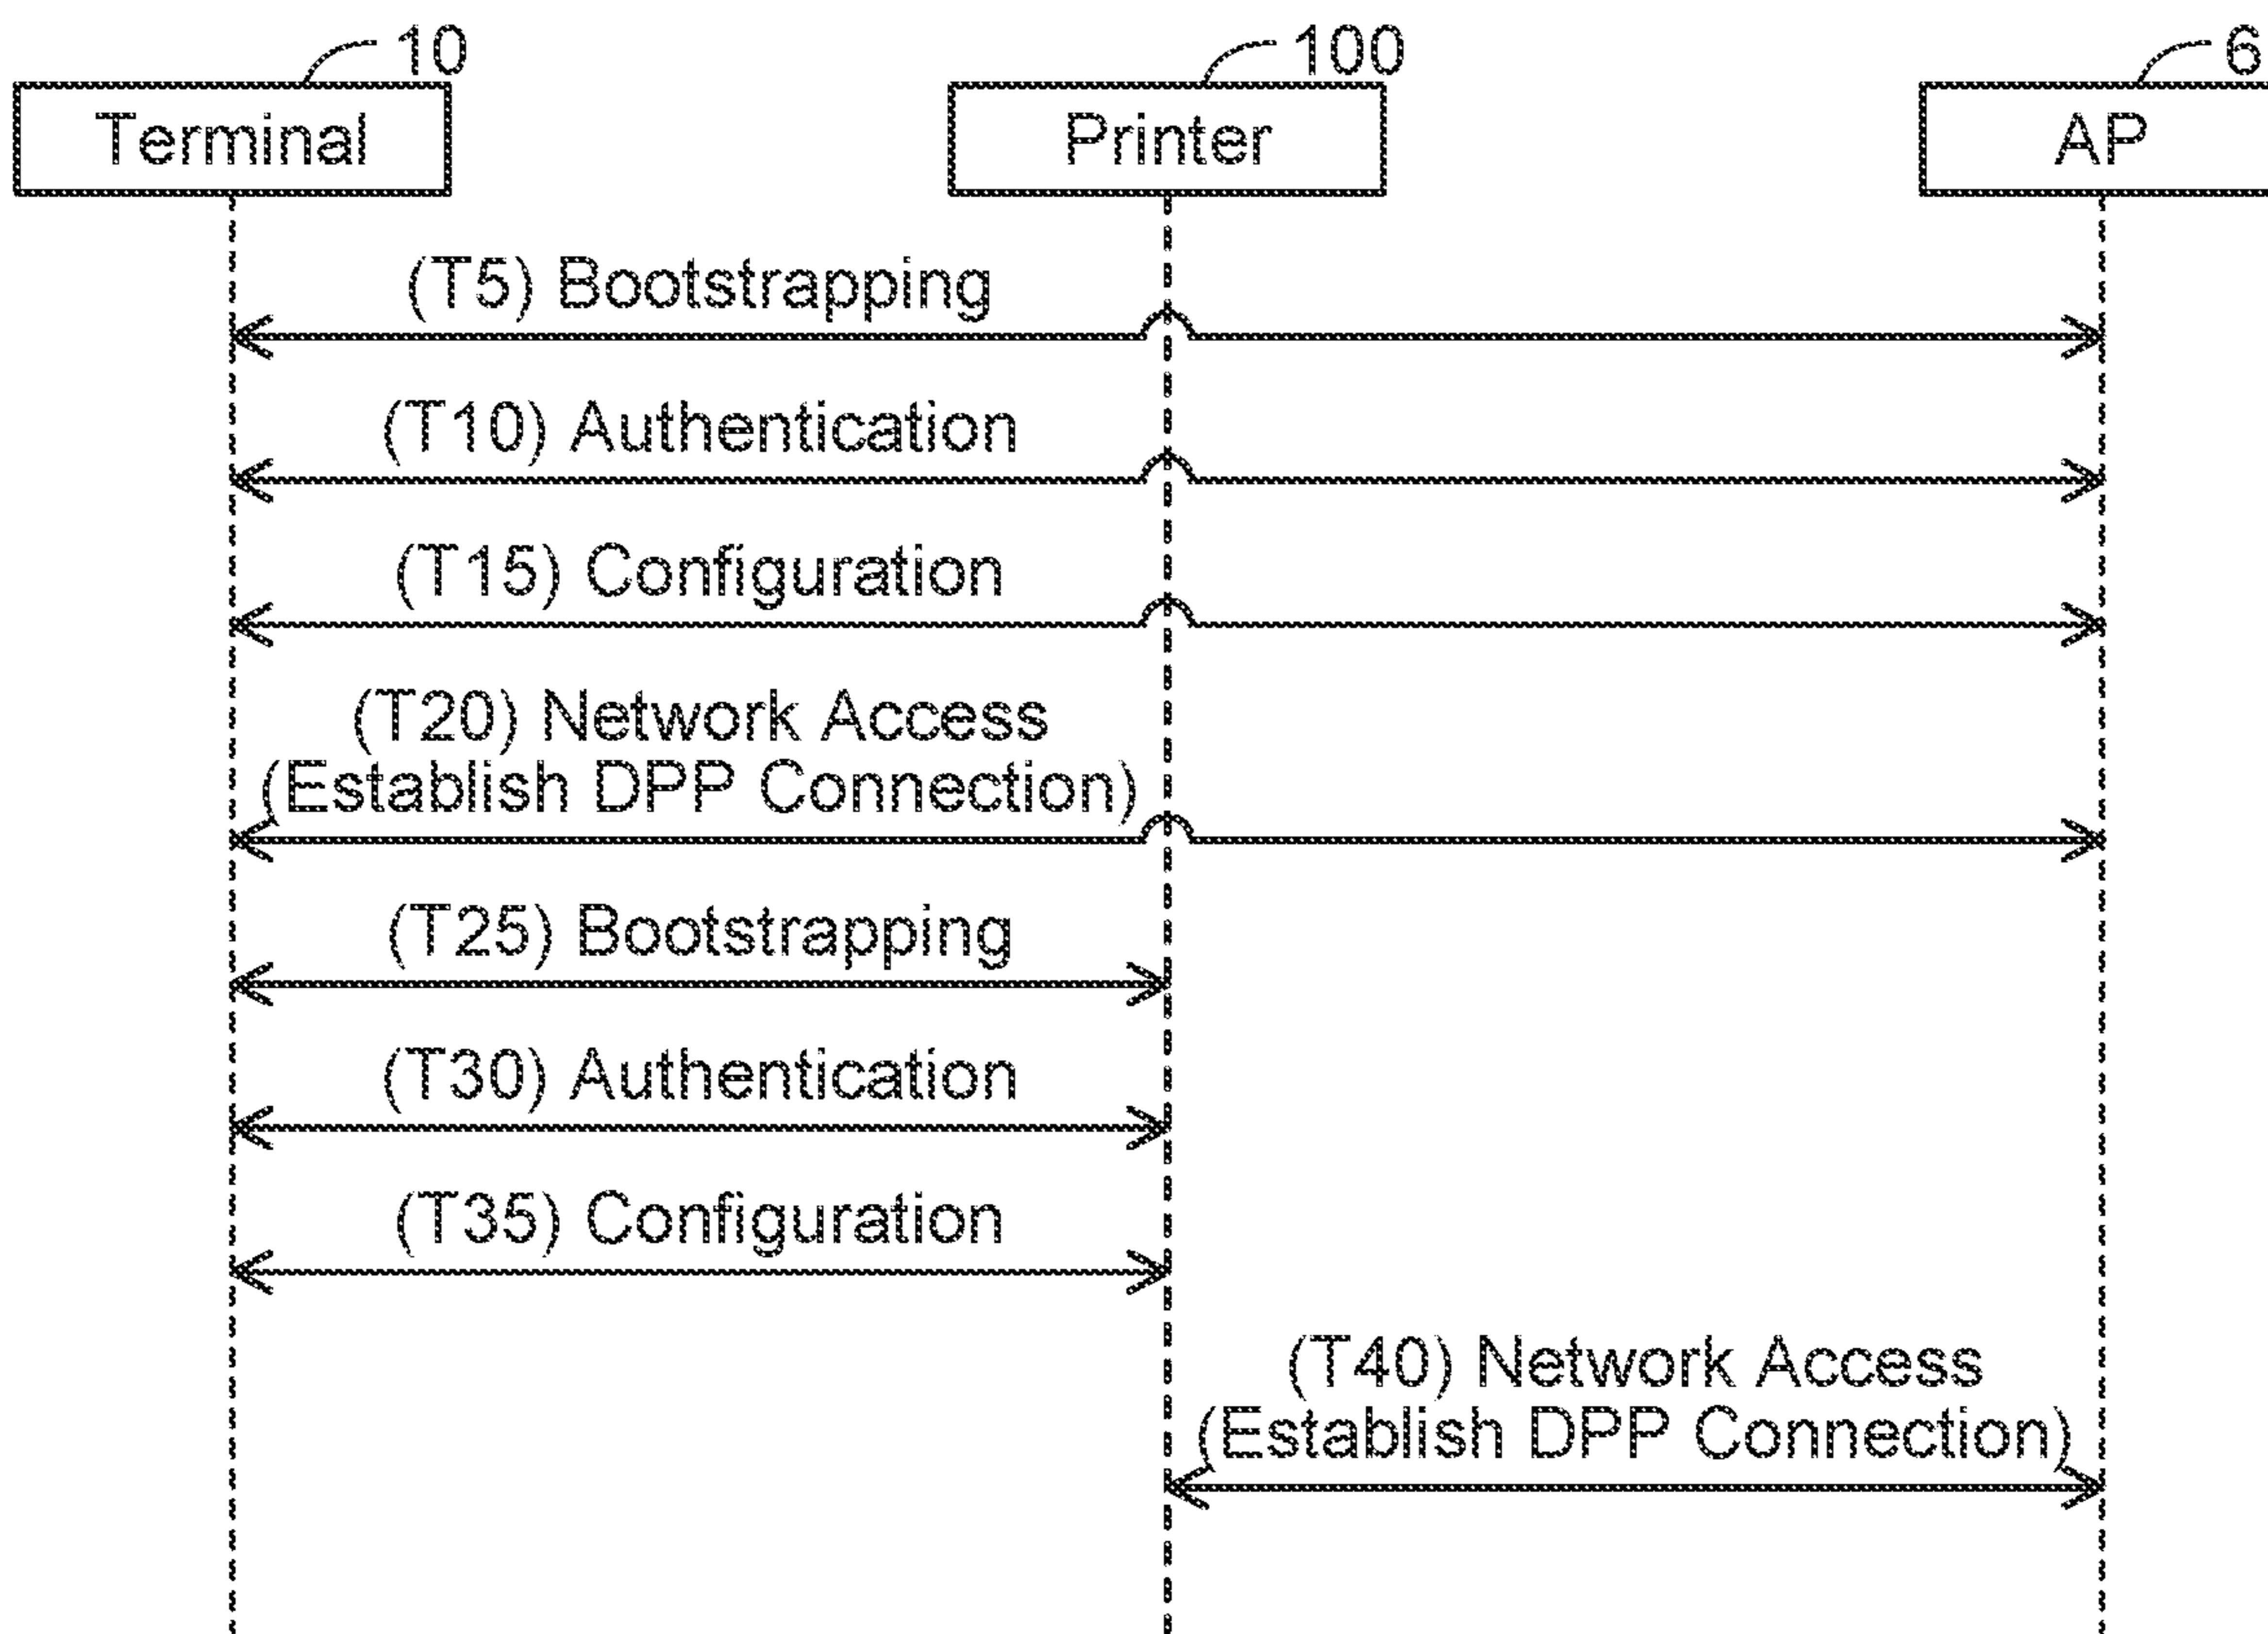 10
100
6
Terminal
Printer
AP
(T5) Bootstrapping
(T10) Authentication
(T15) Configuration
(T20) Network Access
(Establish DPP Connection)
(T25) Bootstrapping
(T30) Authentication
(T35) Configuration
(T40) Network Access
(Establish DPP Connection)